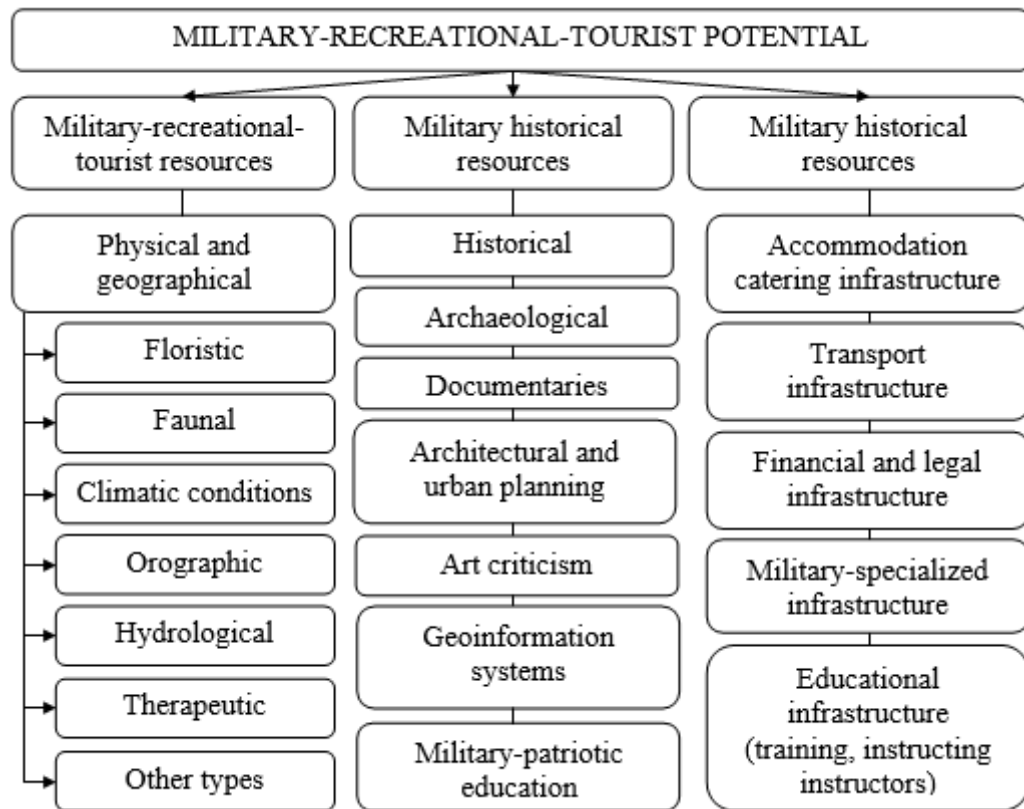 MILITARY-RECREATIONAL-TOURIST POTENTIAL
Military-recreational-
tourist resources
Physical and
geographical
Floristic
Faunal
Climatic conditions
Orographic
Hydrological
Therapeutic
Other types
Military historical
resources
Historical
Archaeological
Documentaries
Architectural and
urban planning
Art criticism
Geoinformation
systems
Military-patriotic
education
Military historical
resources
Accommodation
catering infrastructure
Transport
infrastructure
Financial and legal
infrastructure
Military-specialized
infrastructure
Educational
infrastructure
(training, instructing
instructors)